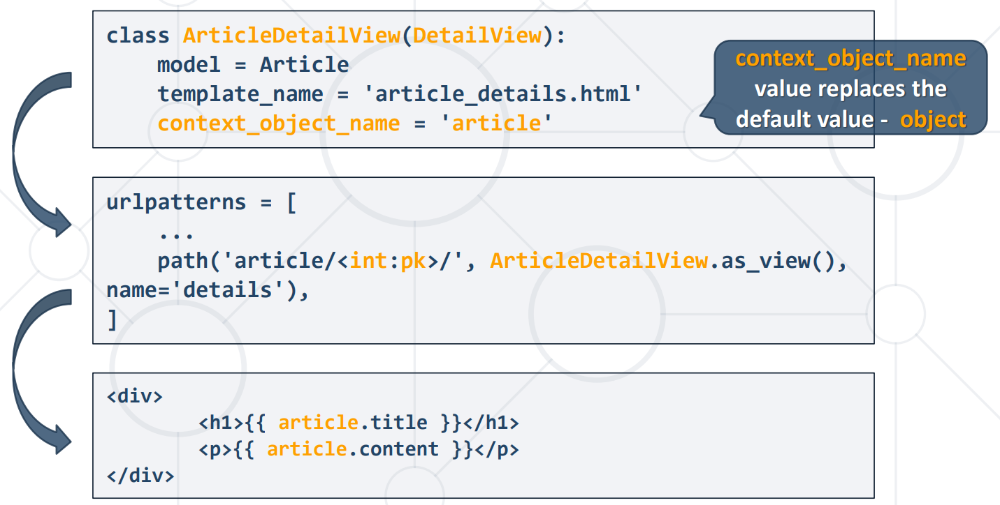 class ArticleDetailView(DetailView):
    model = Article
    template_name = 'article_details.html'
    context_object_name = 'article'
context_object_name
value replaces the
default value - object
urlpatterns = [
    ...
    path('article/<int:pk>/', ArticleDetailView.as_view(),
name='details'),
]
<div>
        <h1>{{ article.title }}</h1>
        <p>{{ article.content }}</p>
</div>